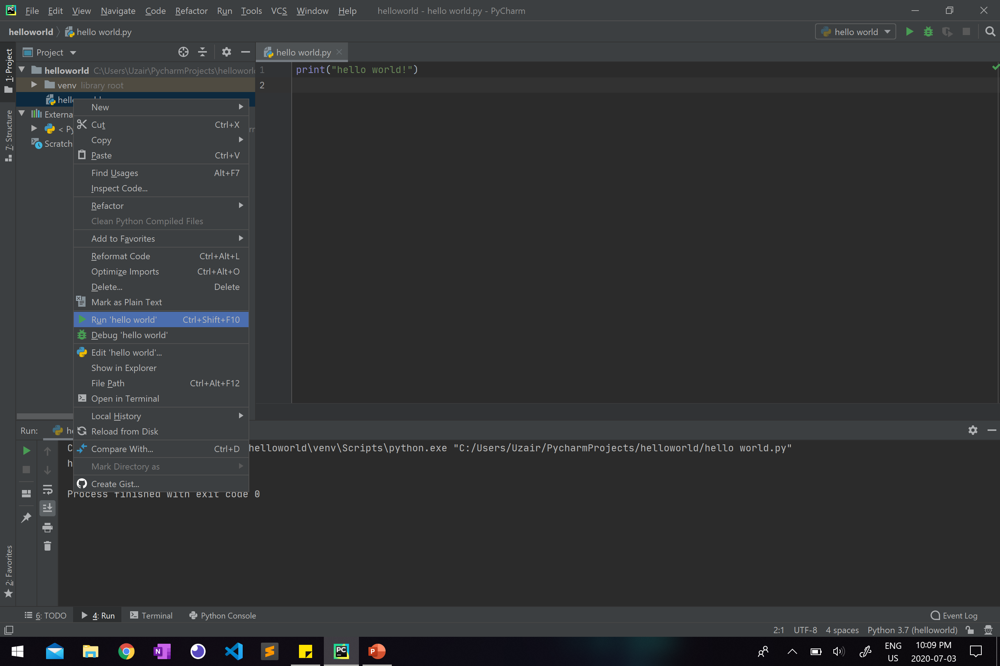 File Edit View Navigate Code Refactor Run Tools VCS Window Help helloworld - hello world.py - PyCharm
helloworld hello world.py
hello world
1: Project
7: Structure
2: Favorites
Project
helloworld C:\Users\Uzair\PycharmProjects\helloworl
venv library root
Externa
< Py
Scratch
hello world.py
1 print("hello world!")
2
New
Cut Ctrl+X
Copy
Paste Ctrl+V
Find Usages Alt+F7
Inspect Code...
Refactor
Clean Python Compiled Files
Add to Favorites
Reformat Code Ctrl+Alt+L
Optimize Imports Ctrl+Alt+O
Delete... Delete
Mark as Plain Text
Run 'hello world' Ctrl+Shift+F10
Debug 'hello world'
Edit 'hello world'...
Show in Explorer
File Path Ctrl+Alt+F12
Open in Terminal
Local History
Reload from Disk
Compare With... Ctrl+D
Mark Directory as
Create Gist...
Run: he
C helloworld\venv\Scripts\python.exe "C:/Users/Uzair/PycharmProjects/helloworld/hello world.py"
h
Process finished with exit code 0
6: TODO 4: Run Terminal Python Console Event Log
2:1 UTF-8 4 spaces Python 3.7 (helloworld)
ENG 10:09 PM
US 2020-07-03